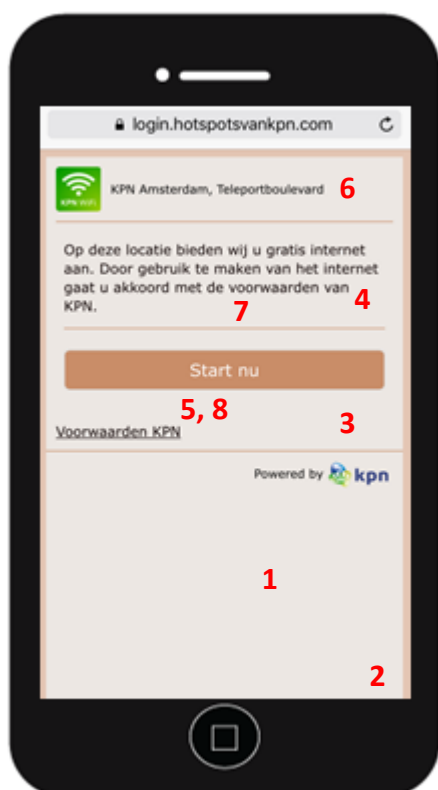 login.hotspotsvankpn.com
KPN WiFi
KPN Amsterdam, Teleportboulevard
6
Op deze locatie bieden wij u gratis internet
aan. Door gebruik te maken van het internet
gaat u akkoord met de voorwaarden van
KPN.
4
7
Start nu
5, 8
Voorwaarden KPN
3
Powered by kpn
1
2